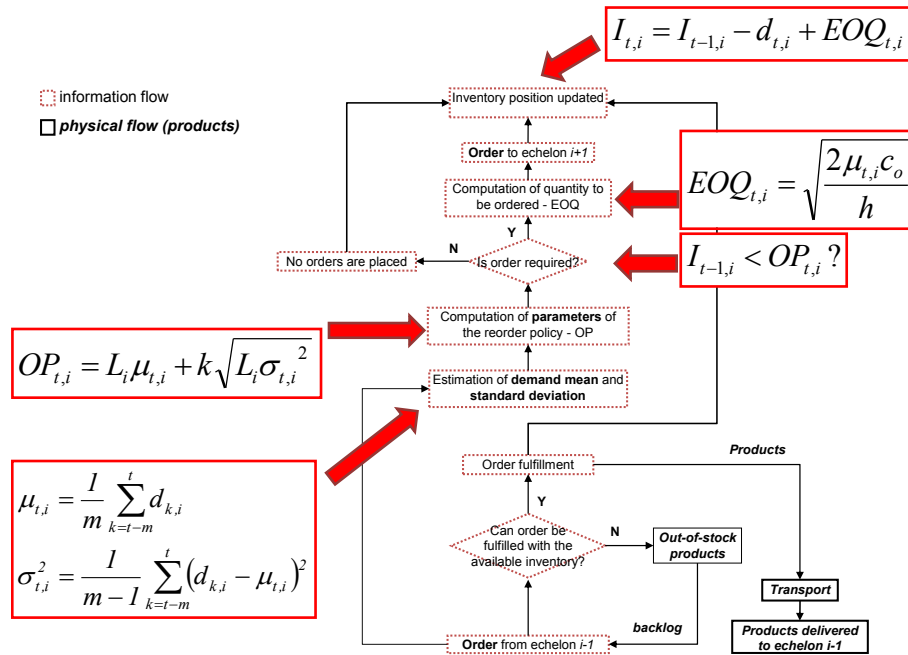 I_{t,i} = I_{t-1,i} − d_{t,i} + EOQ_{t,i}
information flow
physical flow (products)
Inventory position updated
Order to echelon i+1
Computation of quantity to
be ordered - EOQ
EOQ_{t,i} = √(2μ_{t,i}c_o / h)
Y
N
No orders are placed
Is order required?
I_{t-1,i} < OP_{t,i} ?
Computation of parameters of
the reorder policy - OP
OP_{t,i} = L_i μ_{t,i} + k√(L_i σ_{t,i}²)
Estimation of demand mean and
standard deviation
Products
Order fulfillment
μ_{t,i} = 1/m ∑_{k=t−m}^{t} d_{k,i}
σ²_{t,i} = 1/(m−1) ∑_{k=t−m}^{t} (d_{k,i} − μ_{t,i})²
Y
Can order be
fulfilled with the
available inventory?
N
Out-of-stock
products
Transport
backlog
Order from echelon i-1
Products delivered
to echelon i-1